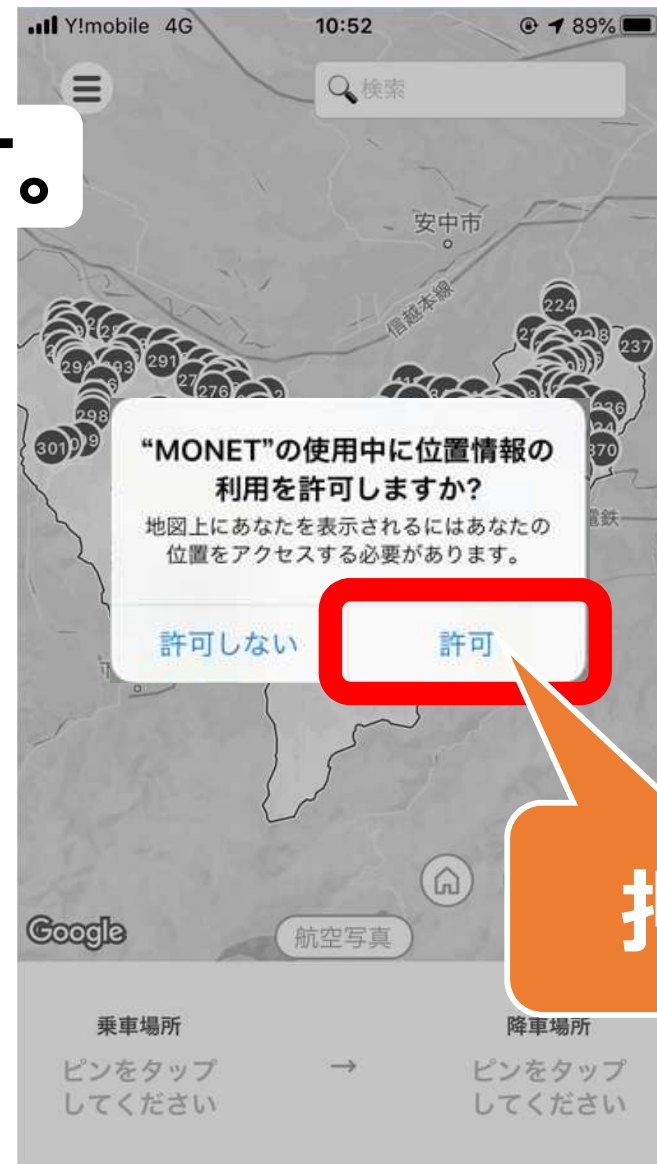 Y!mobile 4G
10:52
89%
検索
。
安中市
信越本線
224
237
291
276
298
301
370
電鉄
“MONET”の使用中に位置情報の
利用を許可しますか?
地図上にあなたを表示されるにはあなたの
位置をアクセスする必要があります。
許可しない
許可
Google
航空写真
乗車場所
→
降車場所
ピンをタップ
してください
ピンをタップ
してください